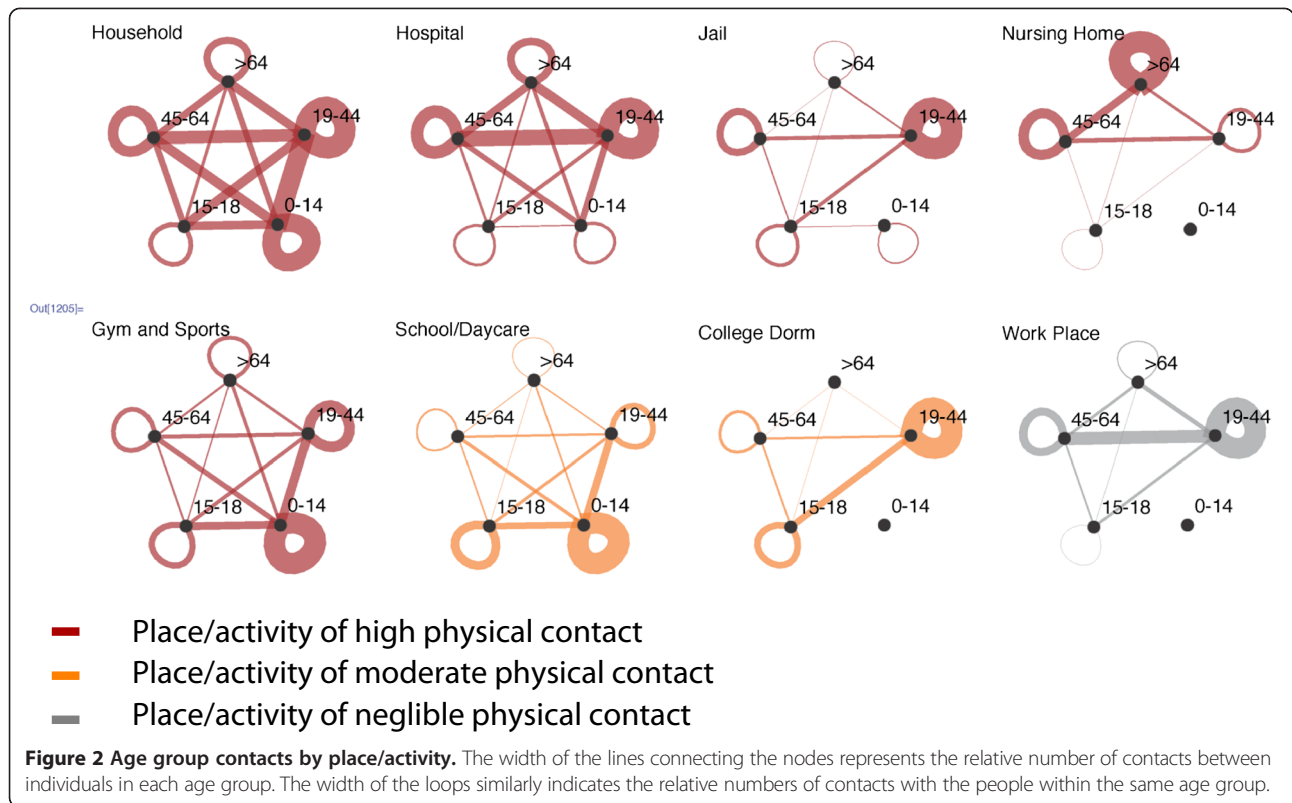 Household
Hospital
Jail
Nursing Home
>64
>64
>64
>64
45-64
19-44
45-64
19-44
45-64
19-44
45-64
19-44
15-18
0-14
15-18
0-14
15-18
0-14
15-18
0-14
Out[1205]=
Gym and Sports
School/Daycare
College Dorm
Work Place
>64
>64
>64
>64
45-64
19-44
45-64
19-44
45-64
19-44
45-64
19-44
15-18
0-14
15-18
0-14
15-18
0-14
15-18
0-14
Place/activity of high physical contact
Place/activity of moderate physical contact
Place/activity of neglible physical contact
Figure 2 Age group contacts by place/activity. The width of the lines connecting the nodes represents the relative number of contacts between
individuals in each age group. The width of the loops similarly indicates the relative numbers of contacts with the people within the same age group.